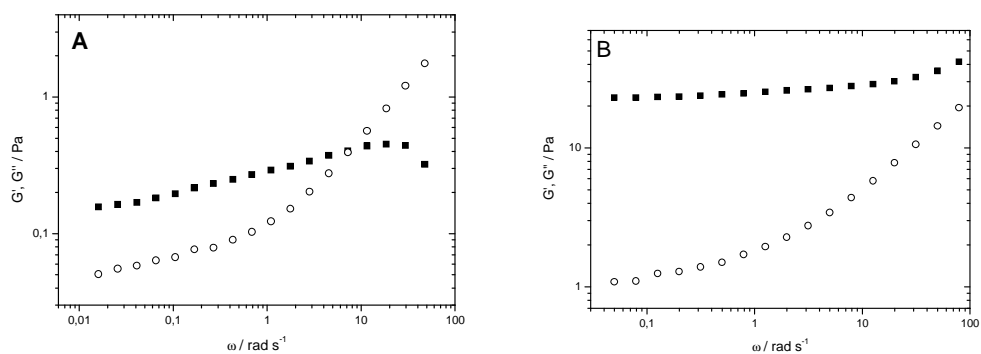 A
G', G'' / Pa
1
0,1
0,01 0,1 1 10 100
ω / rad s⁻¹
B
G', G'' / Pa
10
1
0,1 1 10 100
ω / rad s⁻¹